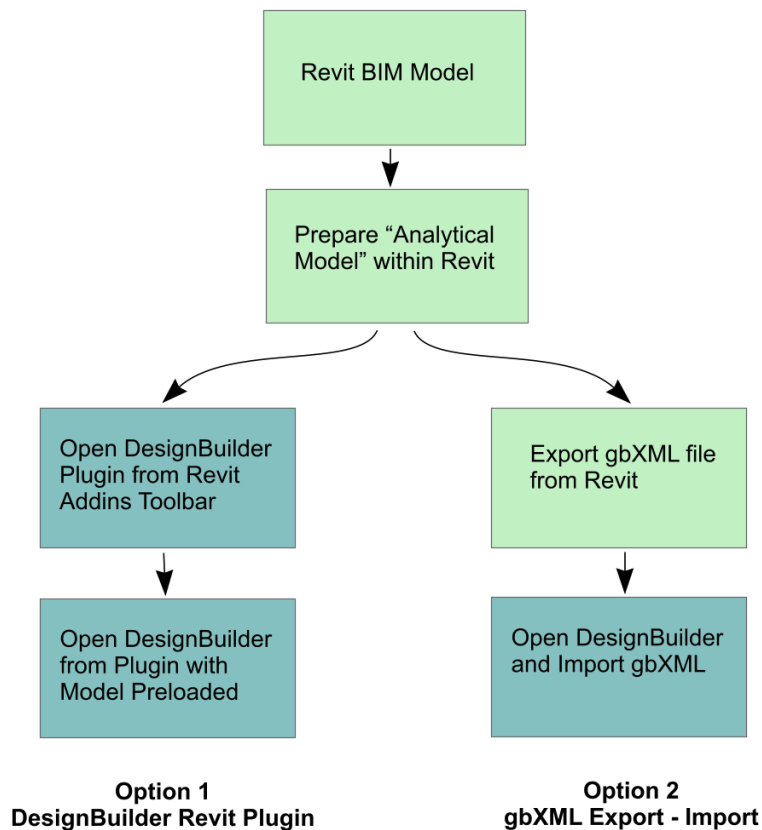 Revit BIM Model
Prepare “Analytical
Model” within Revit
Open DesignBuilder
Plugin from Revit
Addins Toolbar
Export gbXML file
from Revit
Open DesignBuilder
from Plugin with
Model Preloaded
Open DesignBuilder
and Import gbXML
Option 1
DesignBuilder Revit Plugin
Option 2
gbXML Export - Import